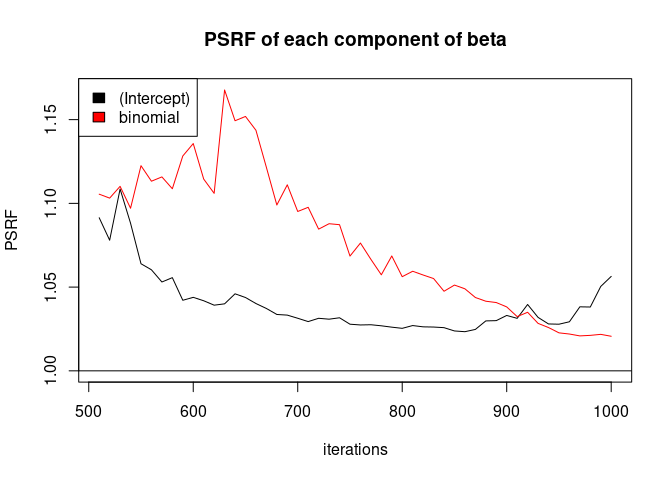 PSRF of each component of beta
(Intercept)
binomial
PSRF
1.15
1.10
1.05
1.00
500 600 700 800 900 1000
iterations